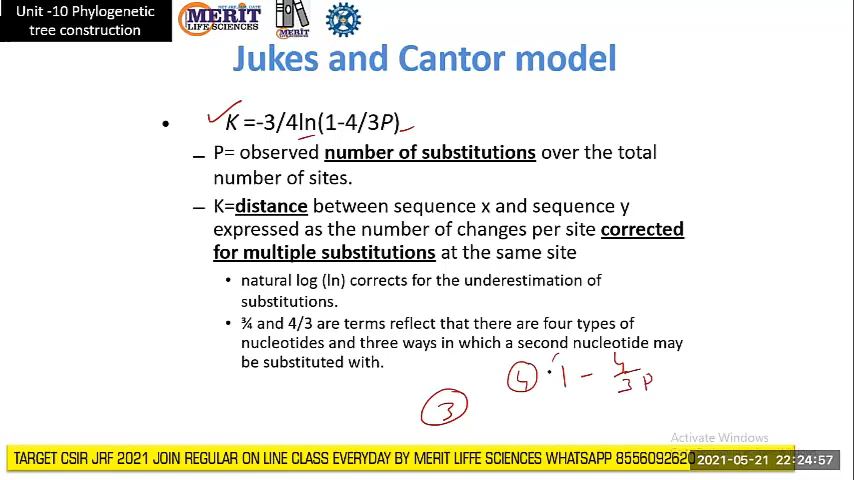 Unit -10 Phylogenetic
tree construction
MERIT
LIFE SCIENCES
MERIT
Jukes and Cantor model
• K =-3/4ln(1-4/3P)
– P= observed number of substitutions over the total
number of sites.
– K=distance between sequence x and sequence y
expressed as the number of changes per site corrected
for multiple substitutions at the same site
• natural log (ln) corrects for the underestimation of
substitutions.
• ¾ and 4/3 are terms reflect that there are four types of
nucleotides and three ways in which a second nucleotide may
be substituted with.
4 1 - 4/3 P
3
Activate Windows
TARGET CSIR JRF 2021 JOIN REGULAR ON LINE CLASS EVERYDAY BY MERIT LIFFE SCIENCES WHATSAPP 8556092620
2021-05-21 22:24:57